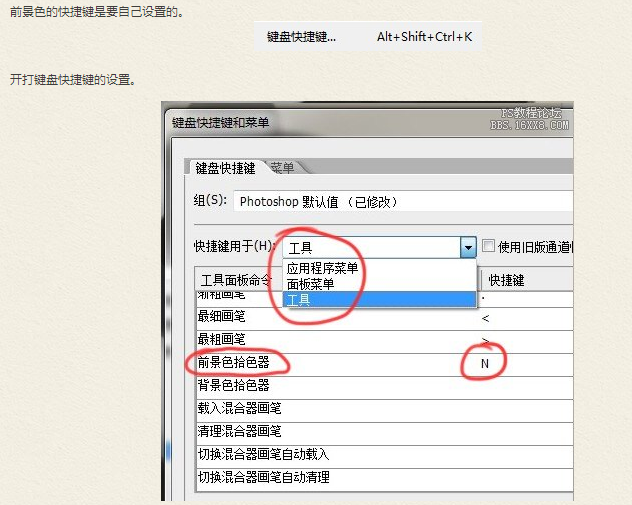 前景色的快捷键是要自己设置的。
键盘快捷键... Alt+Shift+Ctrl+K
开打键盘快捷键的设置。
PS教程论坛
BBS.16XX8.COM
键盘快捷键和菜单
键盘快捷键 菜单
组(S): Photoshop 默认值 （已修改）
快捷键用于(H): 工具 使用旧版通道
应用程序菜单
面板菜单
工具
工具面板命令 快捷键
渐粗画笔 .
最细画笔 <
最粗画笔 >
前景色拾色器 N
背景色拾色器
载入混合器画笔
清理混合器画笔
切换混合器画笔自动载入
切换混合器画笔自动清理